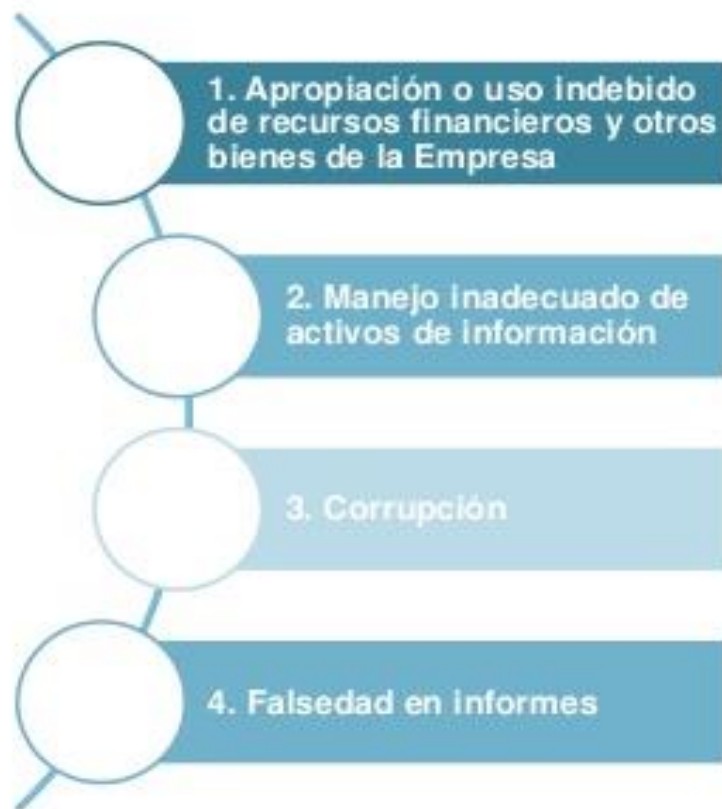 1. Apropiación o uso indebido
de recursos financieros y otros
bienes de la Empresa
2. Manejo inadecuado de
activos de información
3. Corrupción
4. Falsedad en informes